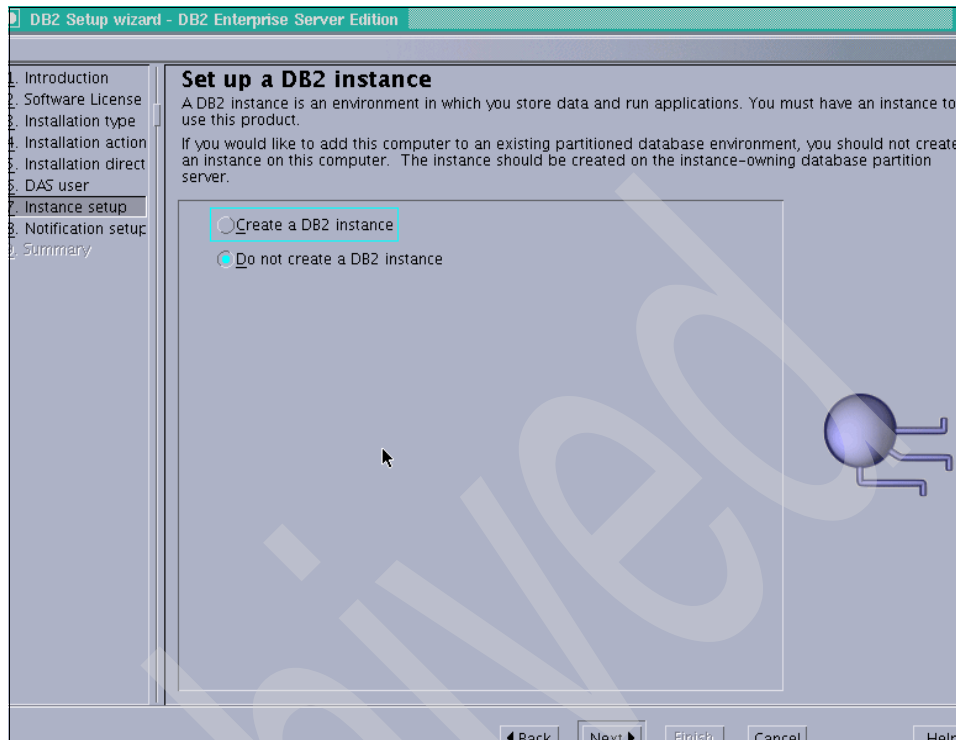 DB2 Setup wizard - DB2 Enterprise Server Edition
1. Introduction
2. Software License
3. Installation type
4. Installation action
5. Installation direct
6. DAS user
7. Instance setup
8. Notification setup
9. Summary
Set up a DB2 instance
A DB2 instance is an environment in which you store data and run applications. You must have an instance to
use this product.
If you would like to add this computer to an existing partitioned database environment, you should not create
an instance on this computer. The instance should be created on the instance-owning database partition
server.
Create a DB2 instance
Do not create a DB2 instance
Back Next Finish Cancel Help
hived